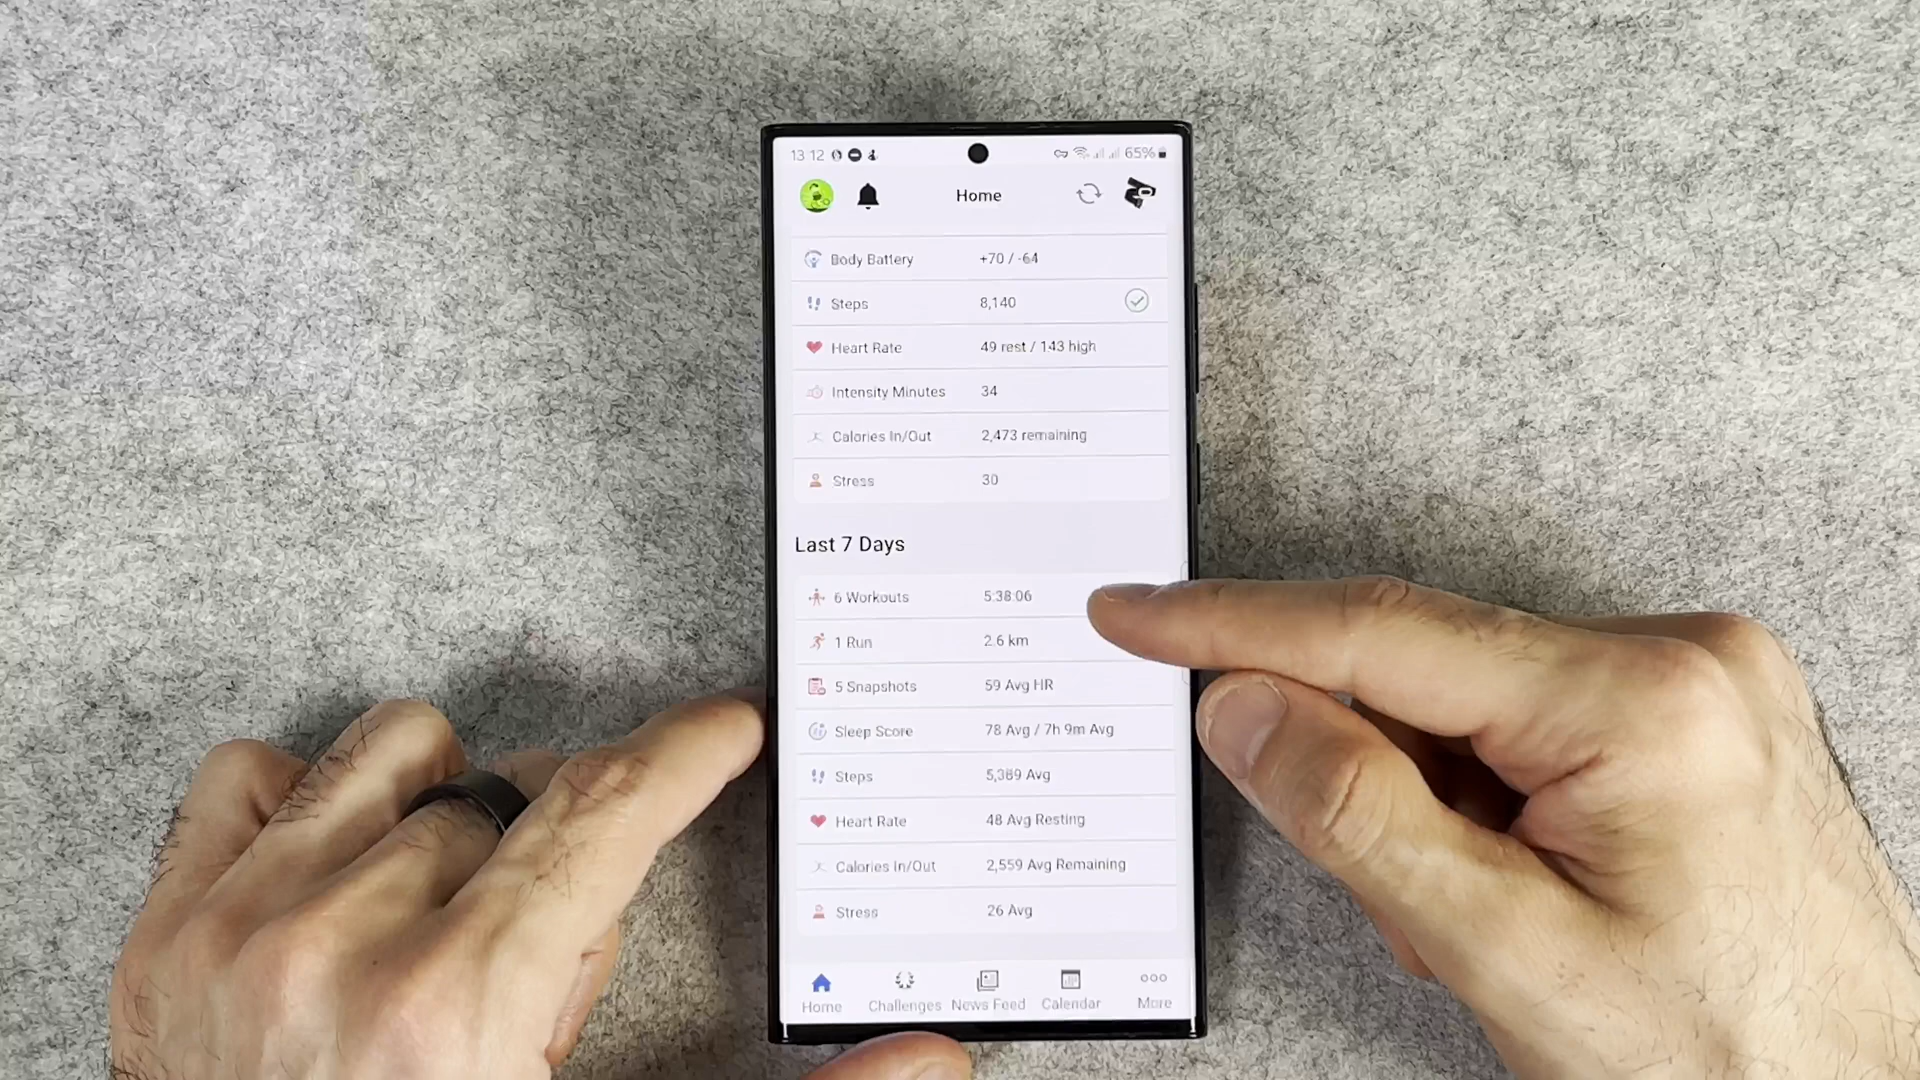 13:12 65%
Home
Body Battery +70 / -64
Steps 8,140
Heart Rate 49 rest / 143 high
Intensity Minutes 34
Calories In/Out 2,473 remaining
Stress 30
Last 7 Days
6 Workouts 5:38:06
1 Run 2.6 km
5 Snapshots 59 Avg HR
Sleep Score 78 Avg / 7h 9m Avg
Steps 5,389 Avg
Heart Rate 48 Avg Resting
Calories In/Out 2,559 Avg Remaining
Stress 26 Avg
Home Challenges News Feed Calendar More